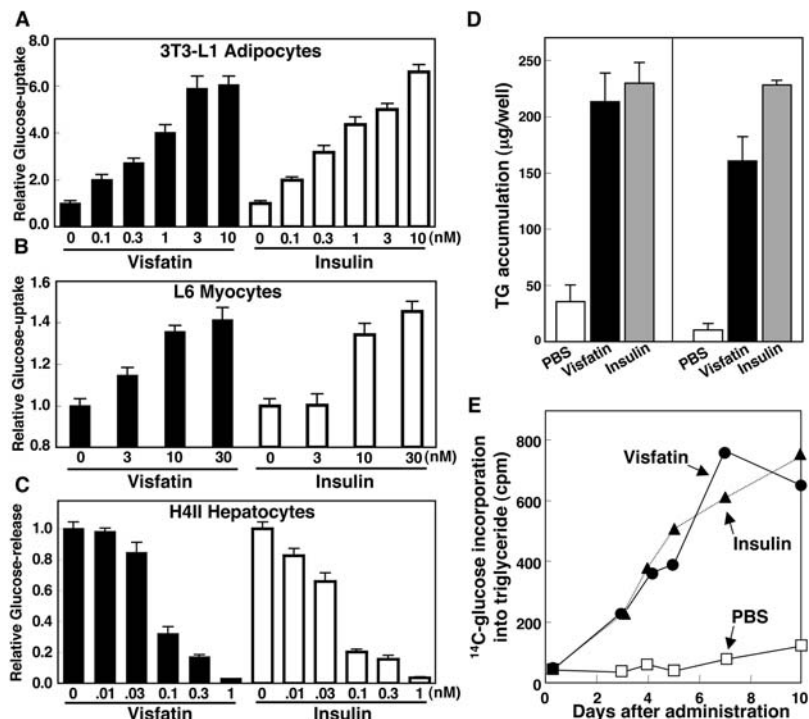 A
3T3-L1 Adipocytes
Relative Glucose-uptake
8.0
6.0
4.0
2.0
0.0
0 0.1 0.3 1 3 10 0 0.1 0.3 1 3 10 (nM)
Visfatin Insulin
B
L6 Myocytes
Relative Glucose-uptake
1.6
1.4
1.2
1.0
0.8
0 3 10 30 0 3 10 30 (nM)
Visfatin Insulin
C
H4II Hepatocytes
Relative Glucose-release
1.0
0.8
0.6
0.4
0.2
0.0
0 .01 .03 0.1 0.3 1 0 .01 .03 0.1 0.3 1 (nM)
Visfatin Insulin
D
TG accumulation (µg/well)
250
200
150
100
50
0
PBS Visfatin Insulin PBS Visfatin Insulin
E
14C-glucose incorporation
into triglyceride (cpm)
800
600
400
200
0
Visfatin
Insulin
PBS
0 2 4 6 8 10
Days after administration